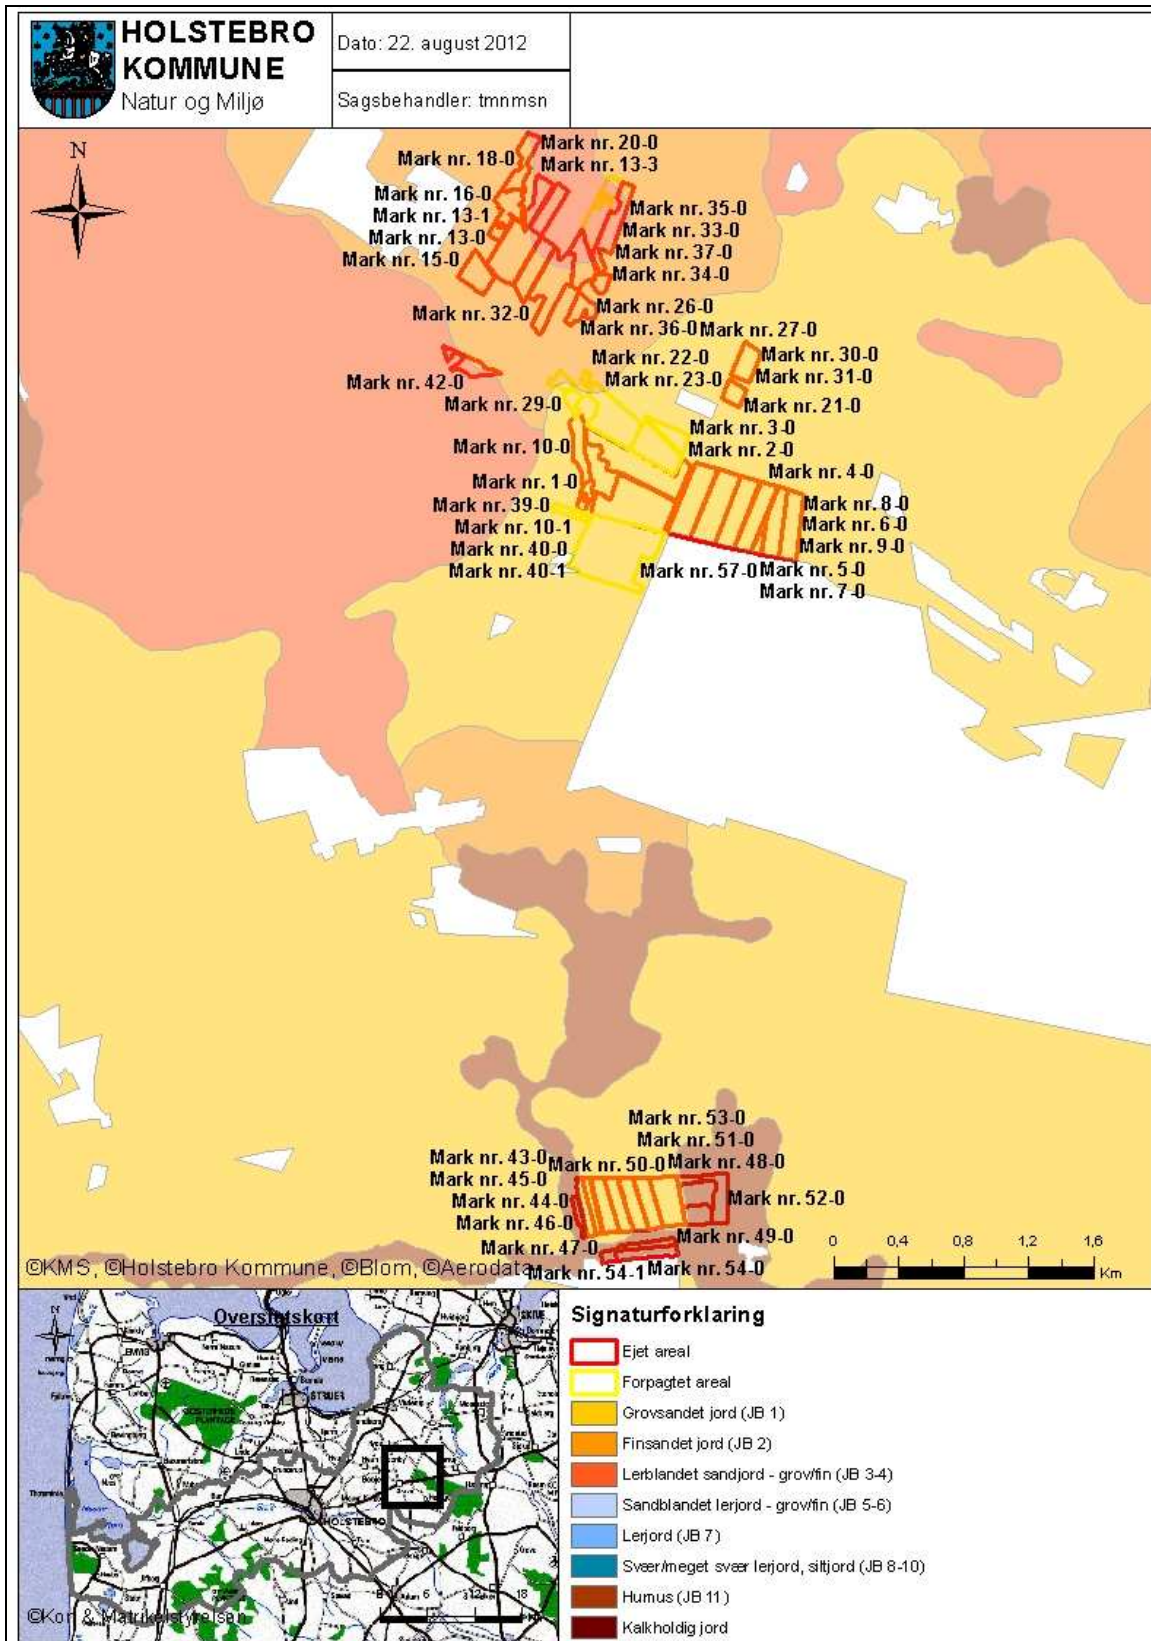 HOLSTEBRO
KOMMUNE
Natur og Miljø
Dato: 22. august 2012
Sagsbehandler: tmnmsn
N
Mark nr. 20-0
Mark nr. 18-0
Mark nr. 13-3
Mark nr. 16-0
Mark nr. 13-1
Mark nr. 35-0
Mark nr. 13-0
Mark nr. 33-0
Mark nr. 15-0
Mark nr. 37-0
Mark nr. 34-0
Mark nr. 32-0
Mark nr. 26-0
Mark nr. 36-0
Mark nr. 27-0
Mark nr. 22-0
Mark nr. 30-0
Mark nr. 42-0
Mark nr. 23-0
Mark nr. 31-0
Mark nr. 29-0
Mark nr. 21-0
Mark nr. 3-0
Mark nr. 10-0
Mark nr. 2-0
Mark nr. 4-0
Mark nr. 1-0
Mark nr. 39-0
Mark nr. 8-0
Mark nr. 10-1
Mark nr. 6-0
Mark nr. 40-0
Mark nr. 9-0
Mark nr. 40-1
Mark nr. 57-0
Mark nr. 5-0
Mark nr. 7-0
Mark nr. 53-0
Mark nr. 51-0
Mark nr. 43-0
Mark nr. 50-0
Mark nr. 48-0
Mark nr. 45-0
Mark nr. 44-0
Mark nr. 52-0
Mark nr. 46-0
Mark nr. 49-0
Mark nr. 47-0
Mark nr. 54-1
Mark nr. 54-0
0 0,4 0,8 1,2 1,6
Km
©KMS, ©Holstebro Kommune, ©Blom, ©Aerodata
Oversigtskort
N
SKIVE
STRUER
HOLSTEBRO
©Kort & Matrikelstyrelsen
Signaturforklaring
Ejet areal
Forpagtet areal
Grovsandet jord (JB 1)
Finsandet jord (JB 2)
Lerblandet sandjord - grov/fin (JB 3-4)
Sandblandet lerjord - grov/fin (JB 5-6)
Lerjord (JB 7)
Svær/meget svær lerjord, siltjord (JB 8-10)
Humus (JB 11)
Kalkholdig jord